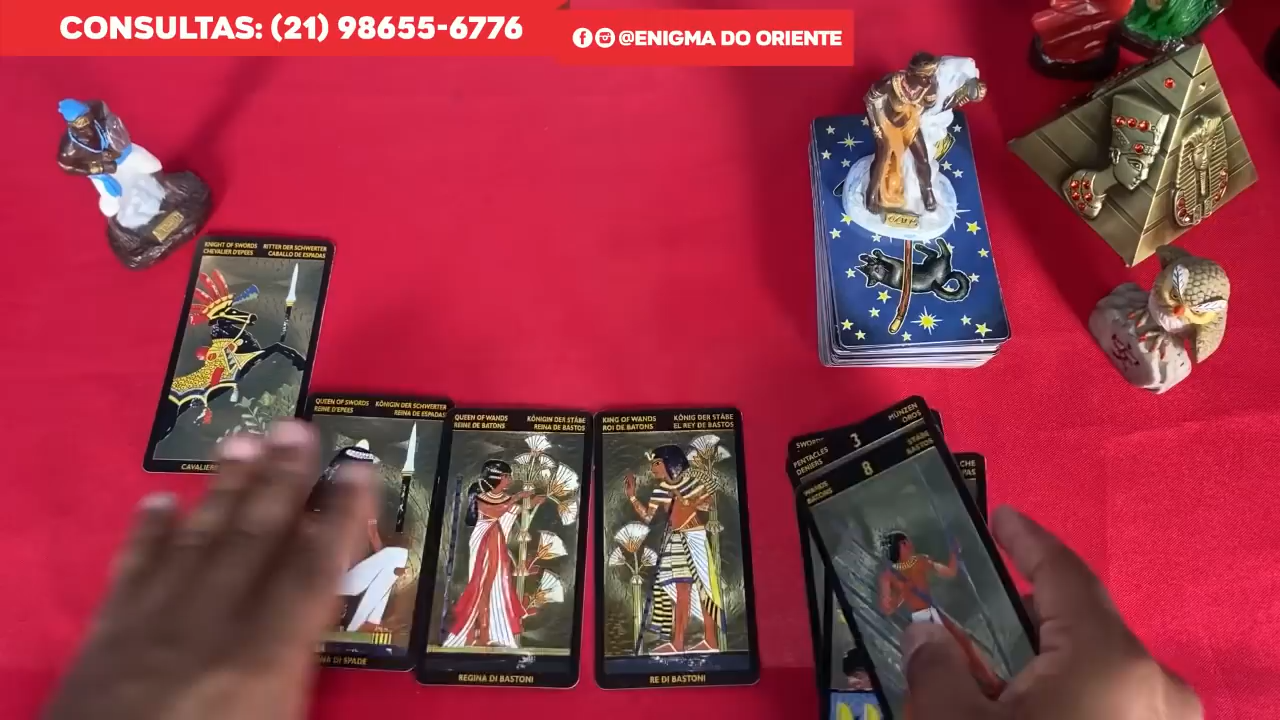 CONSULTAS: (21) 98655-6776
@ENIGMA DO ORIENTE
KNIGHT OF SWORDS RITTER DER SCHWERTER
CHEVALIER D'EPEES CABALLO DE ESPADAS
QUEEN OF SWORDS KÖNIGIN DER SCHWERTER
REINE D'EPEES REINA DE ESPADAS
DI SPADE
QUEEN OF WANDS KÖNIGIN DER STÄBE
REINE DE BATONS REINA DE BASTOS
REGINA DI BASTONI
KING OF WANDS KÖNIG DER STÄBE
ROI DE BATONS EL REY DE BASTOS
RE DI BASTONI
SWORDS
3
MÜNZEN
OROS
PENTACLES
DENIERS
8
STÄBE
BASTOS
WANDS
BATONS